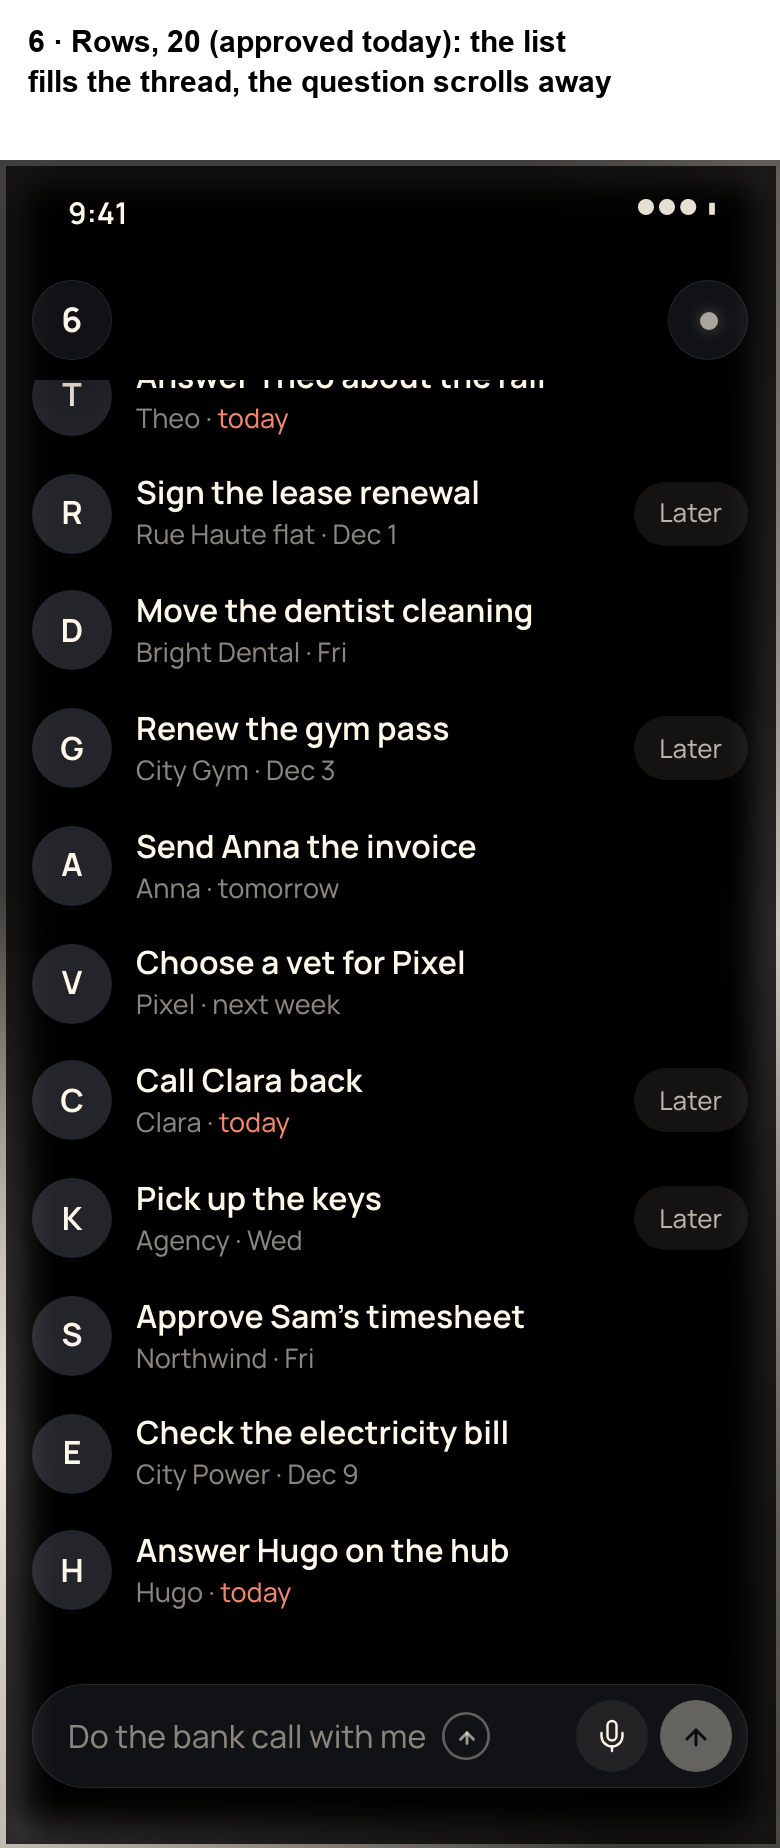 6 · Rows, 20 (approved today): the list
fills the thread, the question scrolls away
9:41
6
T
Answer Theo about the rail
Theo · today
R
Sign the lease renewal
Rue Haute flat · Dec 1
Later
D
Move the dentist cleaning
Bright Dental · Fri
G
Renew the gym pass
City Gym · Dec 3
Later
A
Send Anna the invoice
Anna · tomorrow
V
Choose a vet for Pixel
Pixel · next week
C
Call Clara back
Clara · today
Later
K
Pick up the keys
Agency · Wed
Later
S
Approve Sam’s timesheet
Northwind · Fri
E
Check the electricity bill
City Power · Dec 9
H
Answer Hugo on the hub
Hugo · today
Do the bank call with me